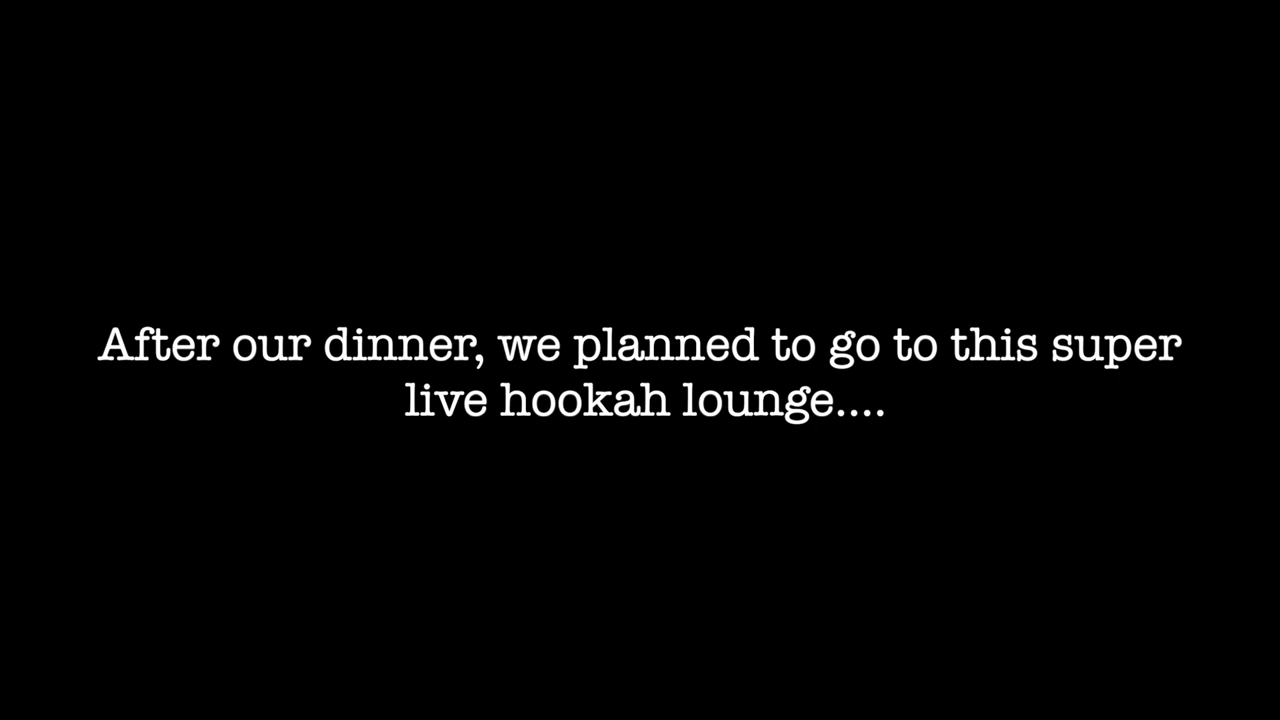 After our dinner, we planned to go to this super
live hookah lounge....